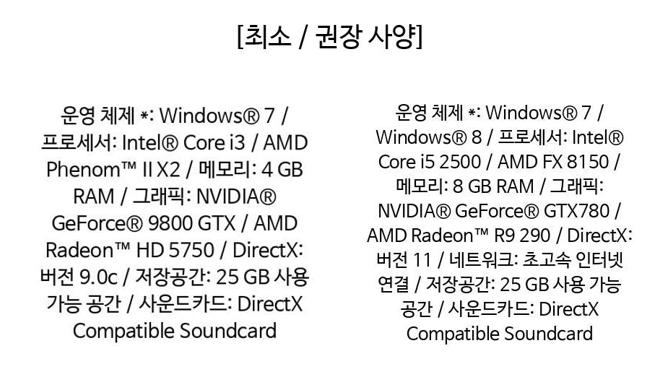 [최소 / 권장 사양]
운영 체제 *: Windows® 7 /
프로세서: Intel® Core i3 / AMD
Phenom™ II X2 / 메모리: 4 GB
RAM / 그래픽: NVIDIA®
GeForce® 9800 GTX / AMD
Radeon™ HD 5750 / DirectX:
버전 9.0c / 저장공간: 25 GB 사용
가능 공간 / 사운드카드: DirectX
Compatible Soundcard
운영 체제 *: Windows® 7 /
Windows® 8 / 프로세서: Intel®
Core i5 2500 / AMD FX 8150 /
메모리: 8 GB RAM / 그래픽:
NVIDIA® GeForce® GTX780 /
AMD Radeon™ R9 290 / DirectX:
버전 11 / 네트워크: 초고속 인터넷
연결 / 저장공간: 25 GB 사용 가능
공간 / 사운드카드: DirectX
Compatible Soundcard